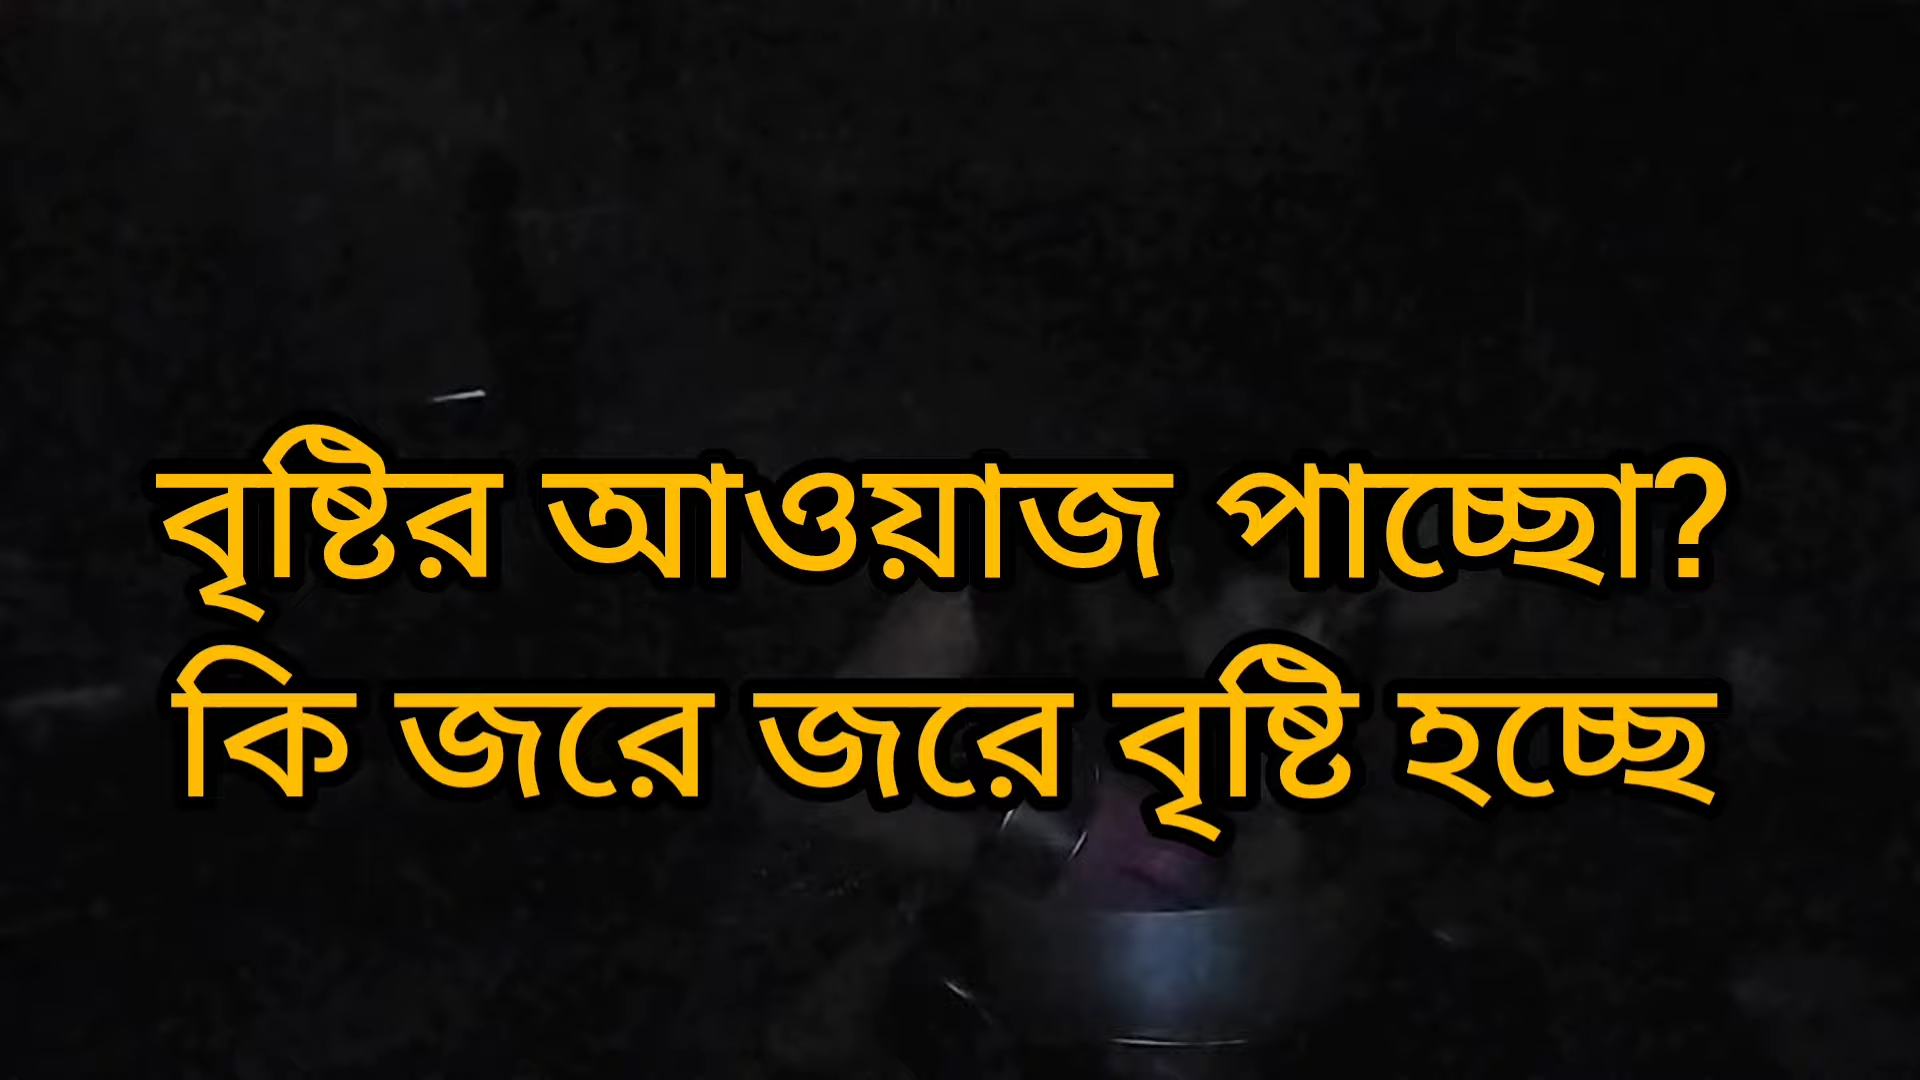 বৃষ্টির আওয়াজ পাচ্ছো?
কি জরে জরে বৃষ্টি হচ্ছে